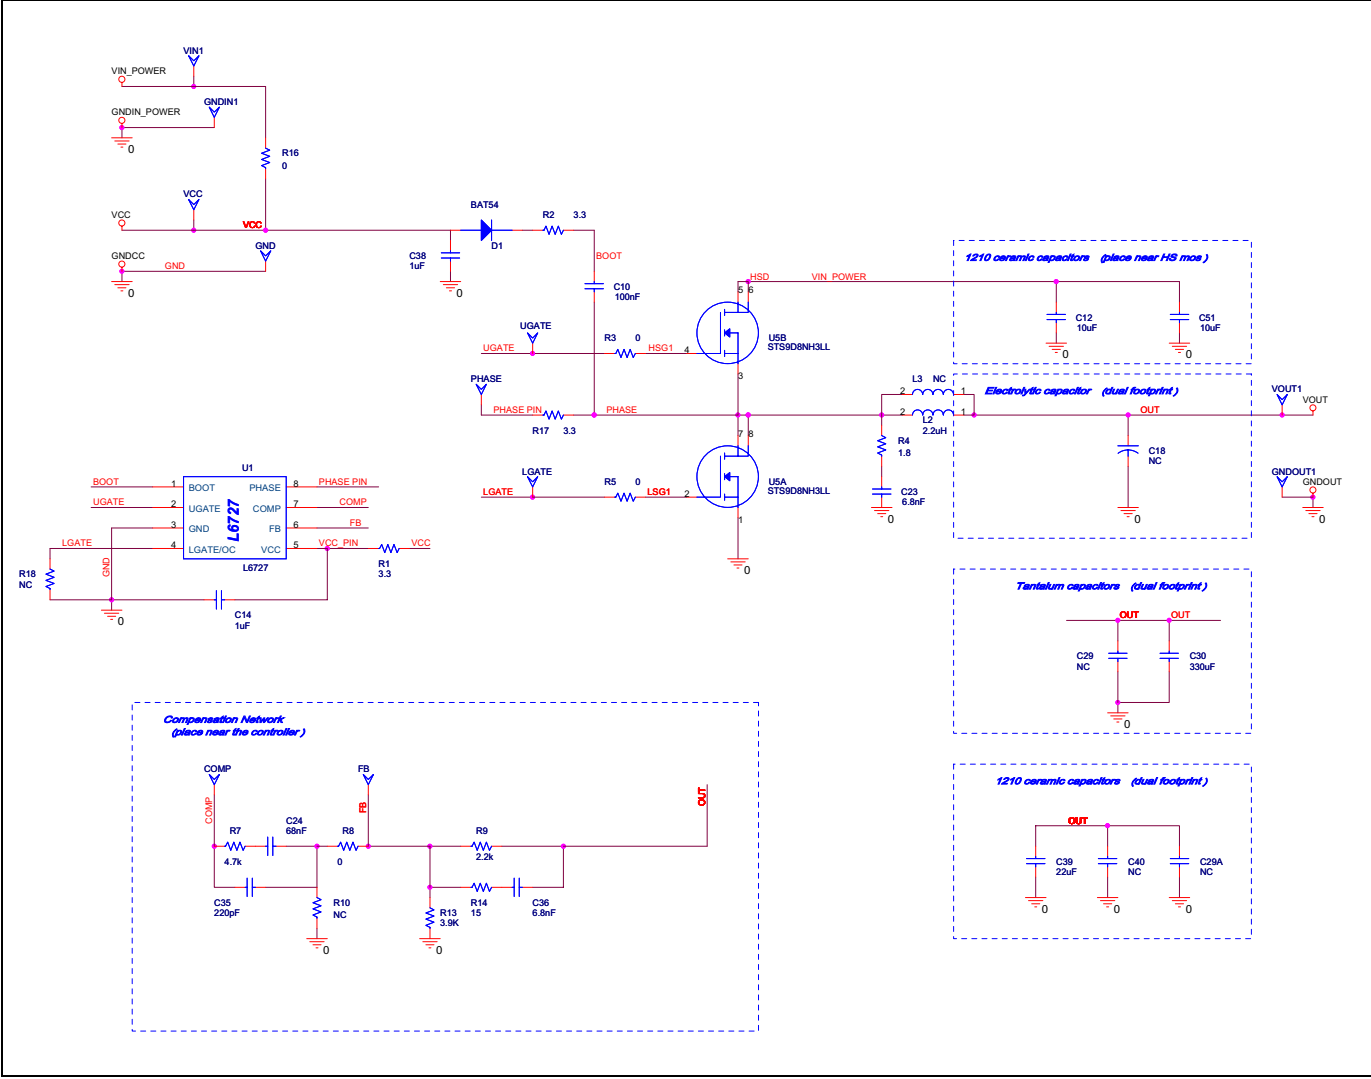 VIN1
VIN_POWER
GNDIN1
GNDIN_POWER
0
R16
0
VCC
VCC
VCC
GND
GNDCC
GND
0
BAT54
D1
R2 3.3
C38
1uF
0
BOOT
C10
100nF
UGATE
UGATE
R3 0
HSG1 4
HSD VIN_POWER
5 6
U5B
STS9D8NH3LL
3
PHASE
PHASE PIN
R17 3.3
PHASE
7 8
LGATE
LGATE
R5 0
LSG1 2
U5A
STS9D8NH3LL
1
0
1210 ceramic capacitors (place near HS mos )
C12
10uF
0
C51
10uF
0
L3 NC
2 1
2 1
L2
2.2uH
R4
1.8
C23
6.8nF
0
Electrolytic capacitor (dual footprint )
OUT
C18
NC
0
VOUT1
VOUT
GNDOUT1
GNDOUT
0
U1
BOOT 1 BOOT PHASE 8 PHASE PIN
UGATE 2 UGATE COMP 7 COMP
3 GND FB 6 FB
LGATE 4 LGATE/OC VCC 5 VCC_PIN VCC
L6727
L6727
R1
3.3
R18
NC
GND
0
C14
1uF
Tantalum capacitors (dual footprint )
OUT OUT
C29
NC
C30
330uF
0
Compensation Network
(place near the controller )
COMP
COMP
FB
FB
OUT
R7
4.7k
C24
68nF
R8
0
R9
2.2k
C35
220pF
R10
NC
0
R13
3.9K
0
R14
15
C36
6.8nF
1210 ceramic capacitors (dual footprint )
OUT
C39
22uF
0
C40
NC
0
C29A
NC
0